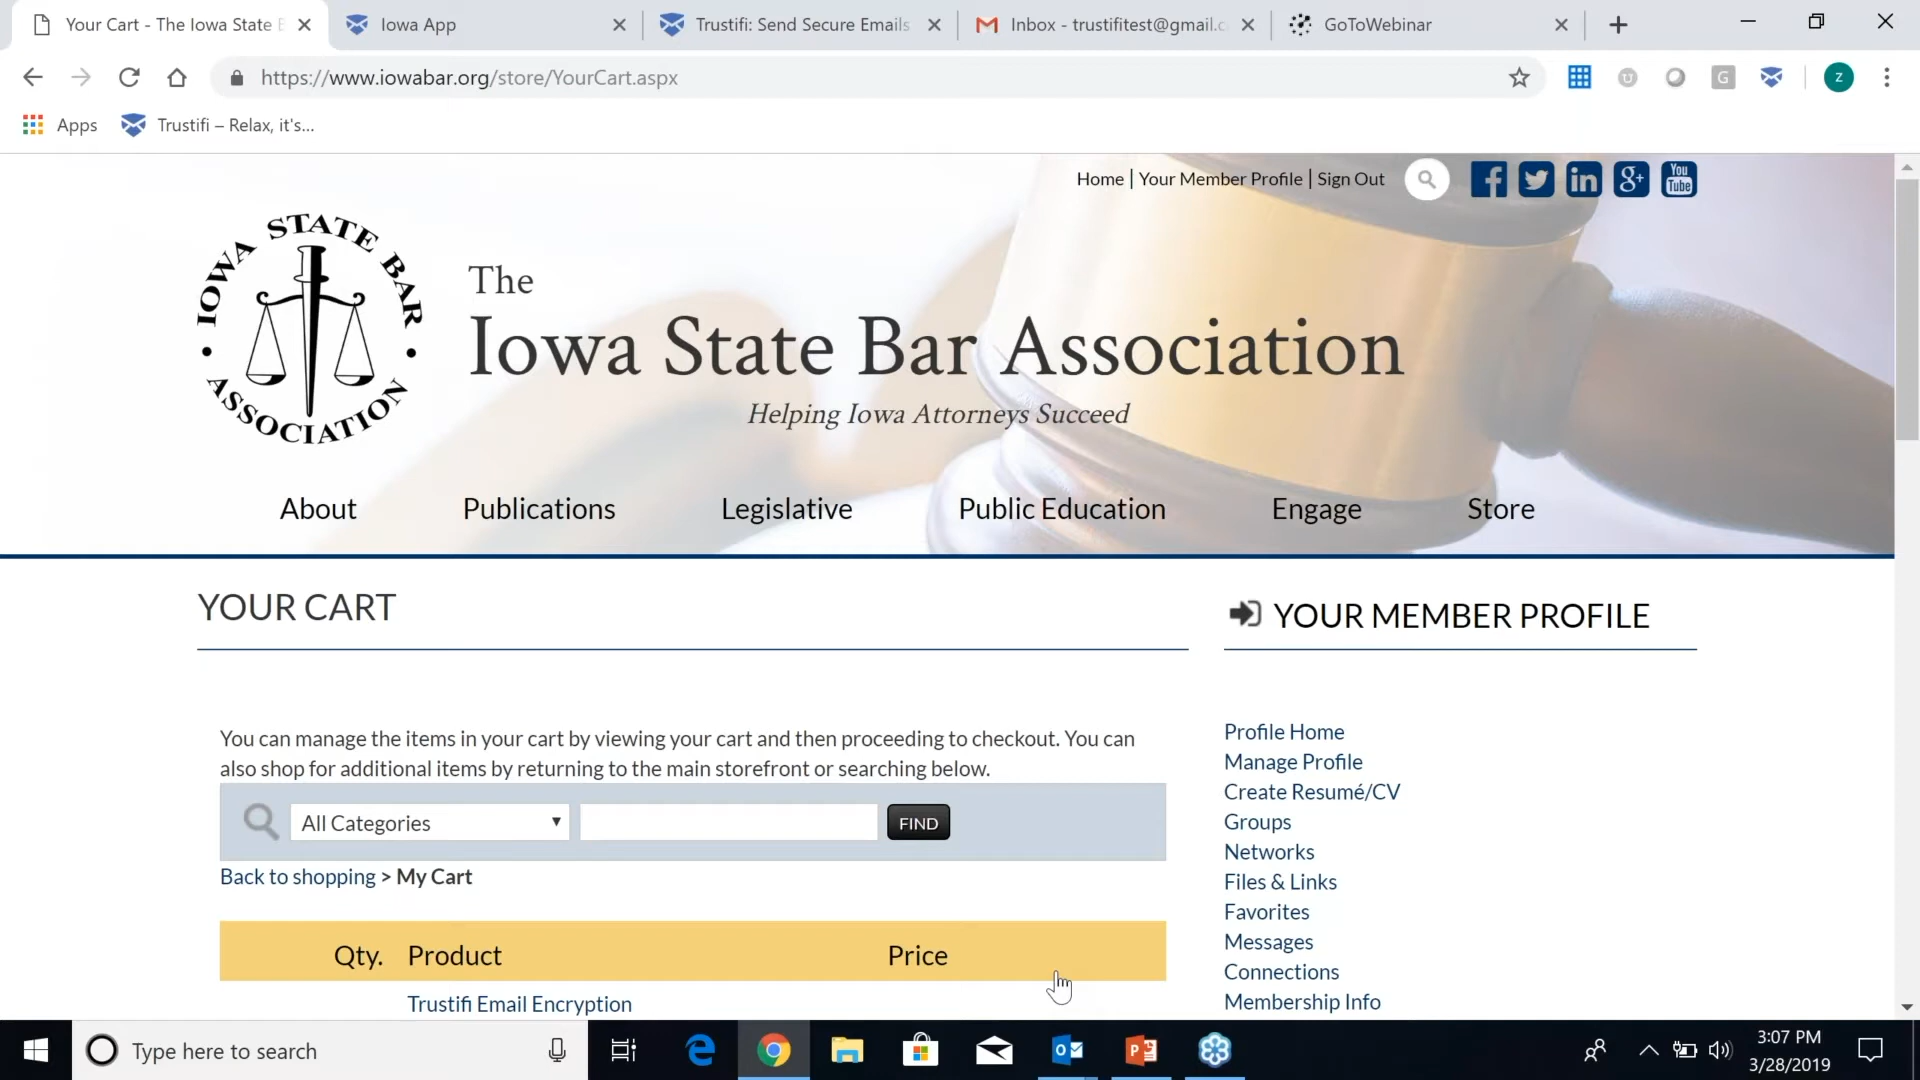 Your Cart - The Iowa State B
Iowa App
Trustifi: Send Secure Emails
Inbox - trustifitest@gmail.c
GoToWebinar
https://www.iowabar.org/store/YourCart.aspx
G
z
Apps
Trustifi – Relax, it's...
Home | Your Member Profile | Sign Out
You Tube
IOWA STATE BAR
• ASSOCIATION •
The
Iowa State Bar Association
Helping Iowa Attorneys Succeed
About
Publications
Legislative
Public Education
Engage
Store
YOUR CART
YOUR MEMBER PROFILE
You can manage the items in your cart by viewing your cart and then proceeding to checkout. You can
also shop for additional items by returning to the main storefront or searching below.
All Categories
FIND
Back to shopping > My Cart
Qty. Product Price
Trustifi Email Encryption
Profile Home
Manage Profile
Create Resumé/CV
Groups
Networks
Files & Links
Favorites
Messages
Connections
Membership Info
Type here to search
3:07 PM
3/28/2019